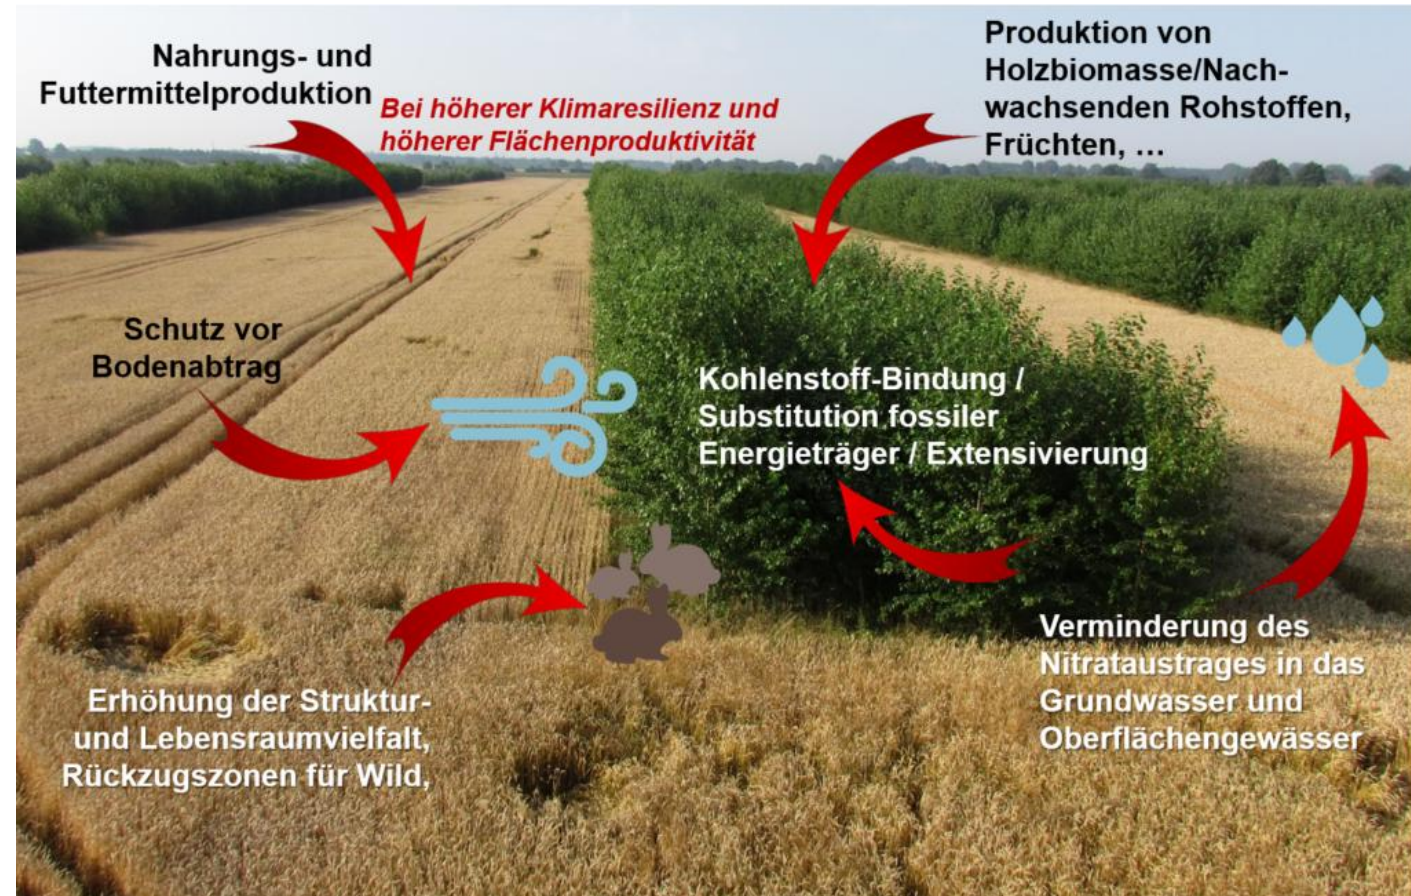 Nahrungs- und
Futtermittelproduktion
Bei höherer Klimaresilienz und
höherer Flächenproduktivität
Produktion von
Holzbiomasse/Nach-
wachsenden Rohstoffen,
Früchten, ...
Schutz vor
Bodenabtrag
Kohlenstoff-Bindung /
Substitution fossiler
Energieträger / Extensivierung
Erhöhung der Struktur-
und Lebensraumvielfalt,
Rückzugszonen für Wild,
Verminderung des
Nitrataustrages in das
Grundwasser und
Oberflächengewässer